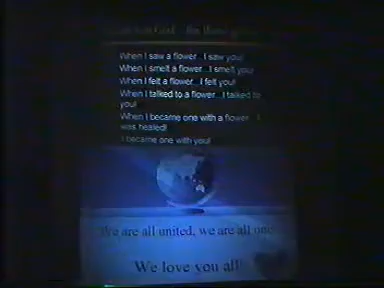 When I saw a flower...I saw you!
When I smelt a flower...I smelt you!
When I felt a flower...I felt you!
When I talked to a flower...I talked to
you!
When I became one with a flower...I
was healed!
I became one with you!
We are all united, we are all one
We love you all!